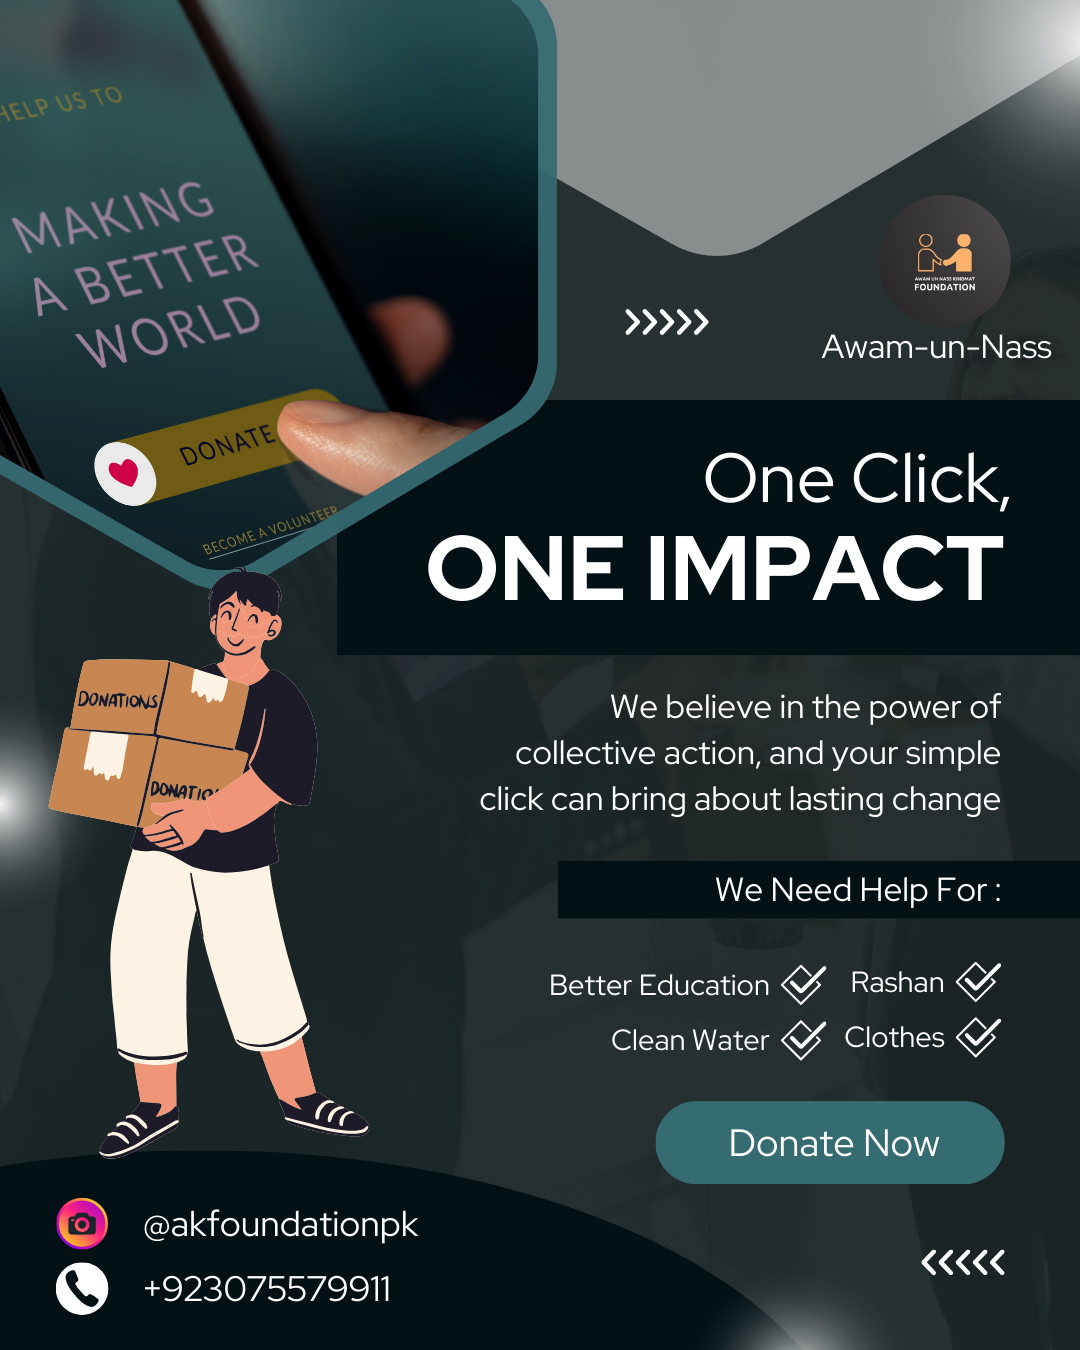 HELP US TO
MAKING
A BETTER
WORLD
DONATE
BECOME A VOLUNTEER
AWAM UN NASS KHIDMAT
FOUNDATION
Awam-un-Nass
One Click,
ONE IMPACT
DONATIONS
DONATION
We believe in the power of
collective action, and your simple
click can bring about lasting change
We Need Help For :
Better Education
Rashan
Clean Water
Clothes
Donate Now
@akfoundationpk
+923075579911